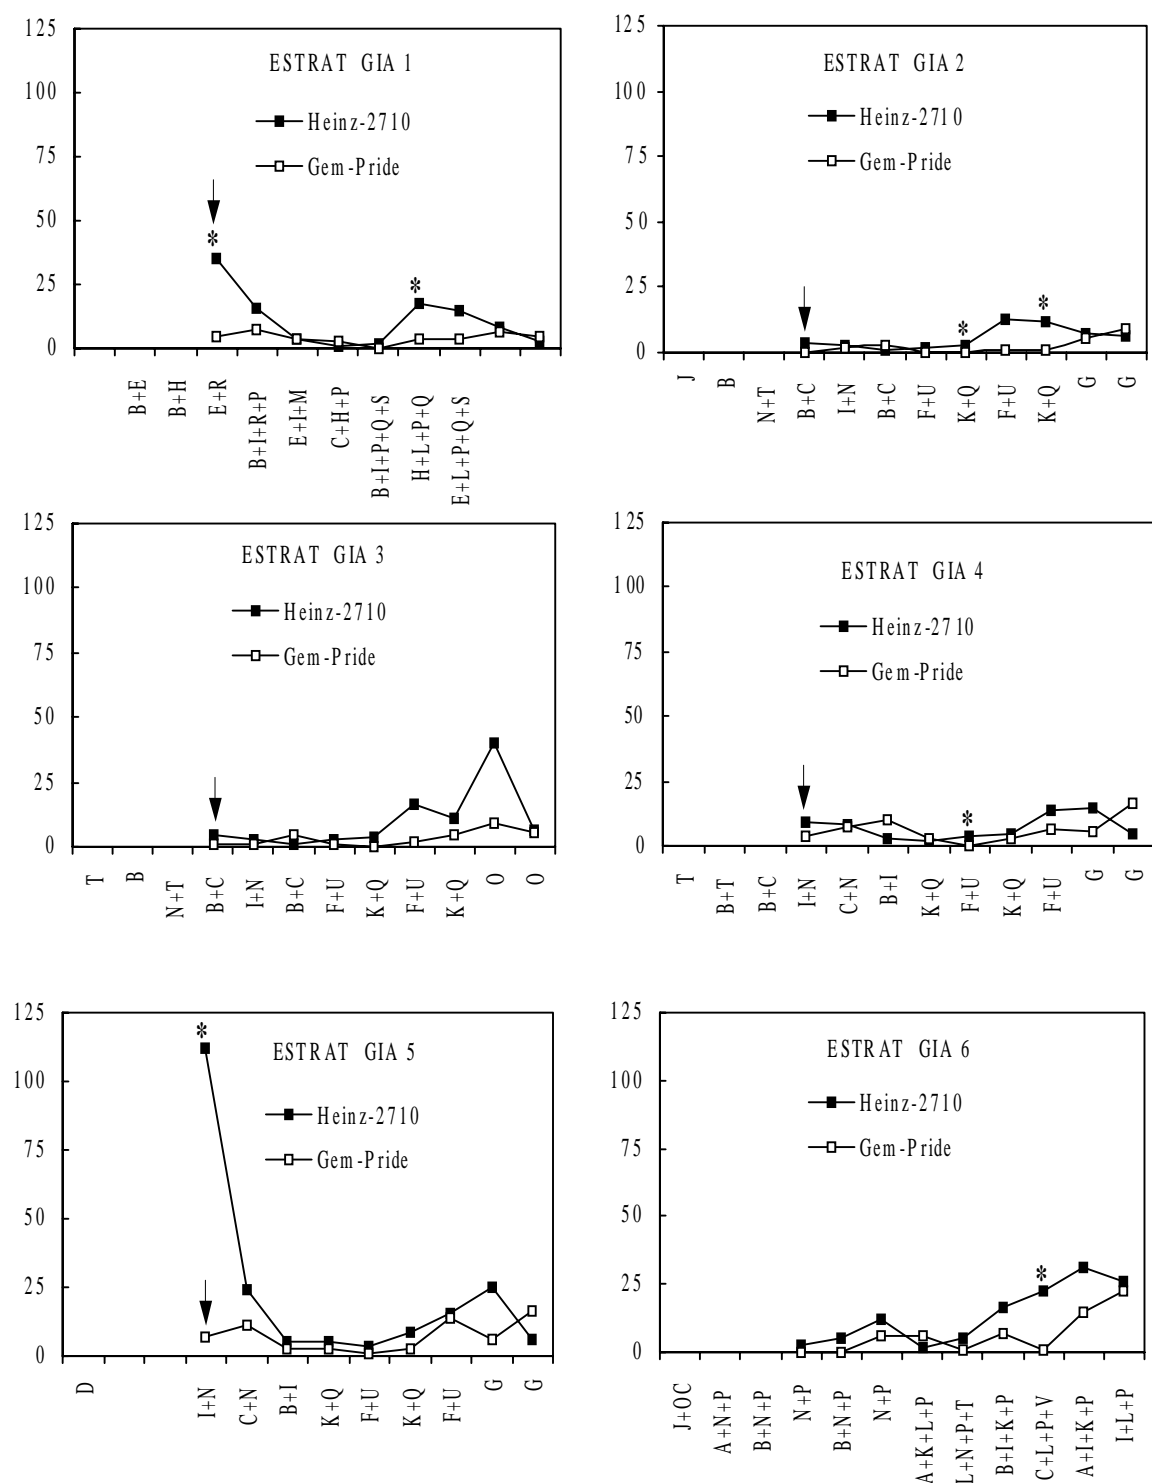 125
100
75
50
25
0
ESTRAT GIA 1
Heinz-2710
Gem-Pride
*
*
B+E
B+H
E+R
B+I+R+P
E+I+M
C+H+P
B+I+P+Q+S
H+L+P+Q
E+L+P+Q+S
125
100
75
50
25
0
ESTRAT GIA 2
Heinz-2710
Gem-Pride
*
*
J
B
N+T
B+C
I+N
B+C
F+U
K+Q
F+U
K+Q
G
G
125
100
75
50
25
0
ESTRAT GIA 3
Heinz-2710
Gem-Pride
T
B
N+T
B+C
I+N
B+C
F+U
K+Q
F+U
K+Q
O
O
125
100
75
50
25
0
ESTRAT GIA 4
Heinz-2710
Gem-Pride
*
T
B+T
B+C
I+N
C+N
B+I
K+Q
F+U
K+Q
F+U
G
G
125
100
75
50
25
0
*
ESTRAT GIA 5
Heinz-2710
Gem-Pride
D
I+N
C+N
B+I
K+Q
F+U
K+Q
F+U
G
G
125
100
75
50
25
0
ESTRAT GIA 6
Heinz-2710
Gem-Pride
*
J+OC
A+N+P
B+N+P
N+P
B+N+P
N+P
A+K+L+P
L+N+P+T
B+I+K+P
C+L+P+V
A+I+K+P
I+L+P